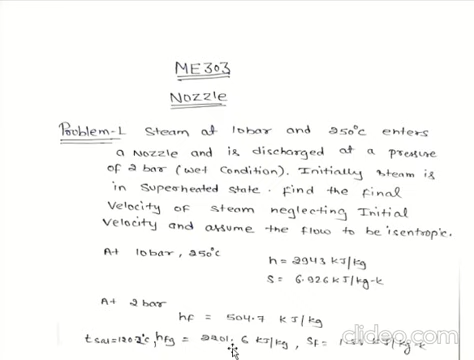 ME303
Nozzle
Problem-1 Steam at 10bar and 250°C enters
a Nozzle and is discharged at a pressure
of 2 bar (wet Condition). Initially steam is
in Superheated state. find the final
Velocity of steam neglecting Initial
Velocity and assume the flow to be isentropic.
At 10bar, 250°C h = 2943 KJ/kg
S = 6.926 KJ/kg-k
At 2 bar
hf = 504.7 KJ/kg
tsat=120.2°C, hfg = 2201.6 KJ/kg, Sf = KJ/kg-k
clideo.com